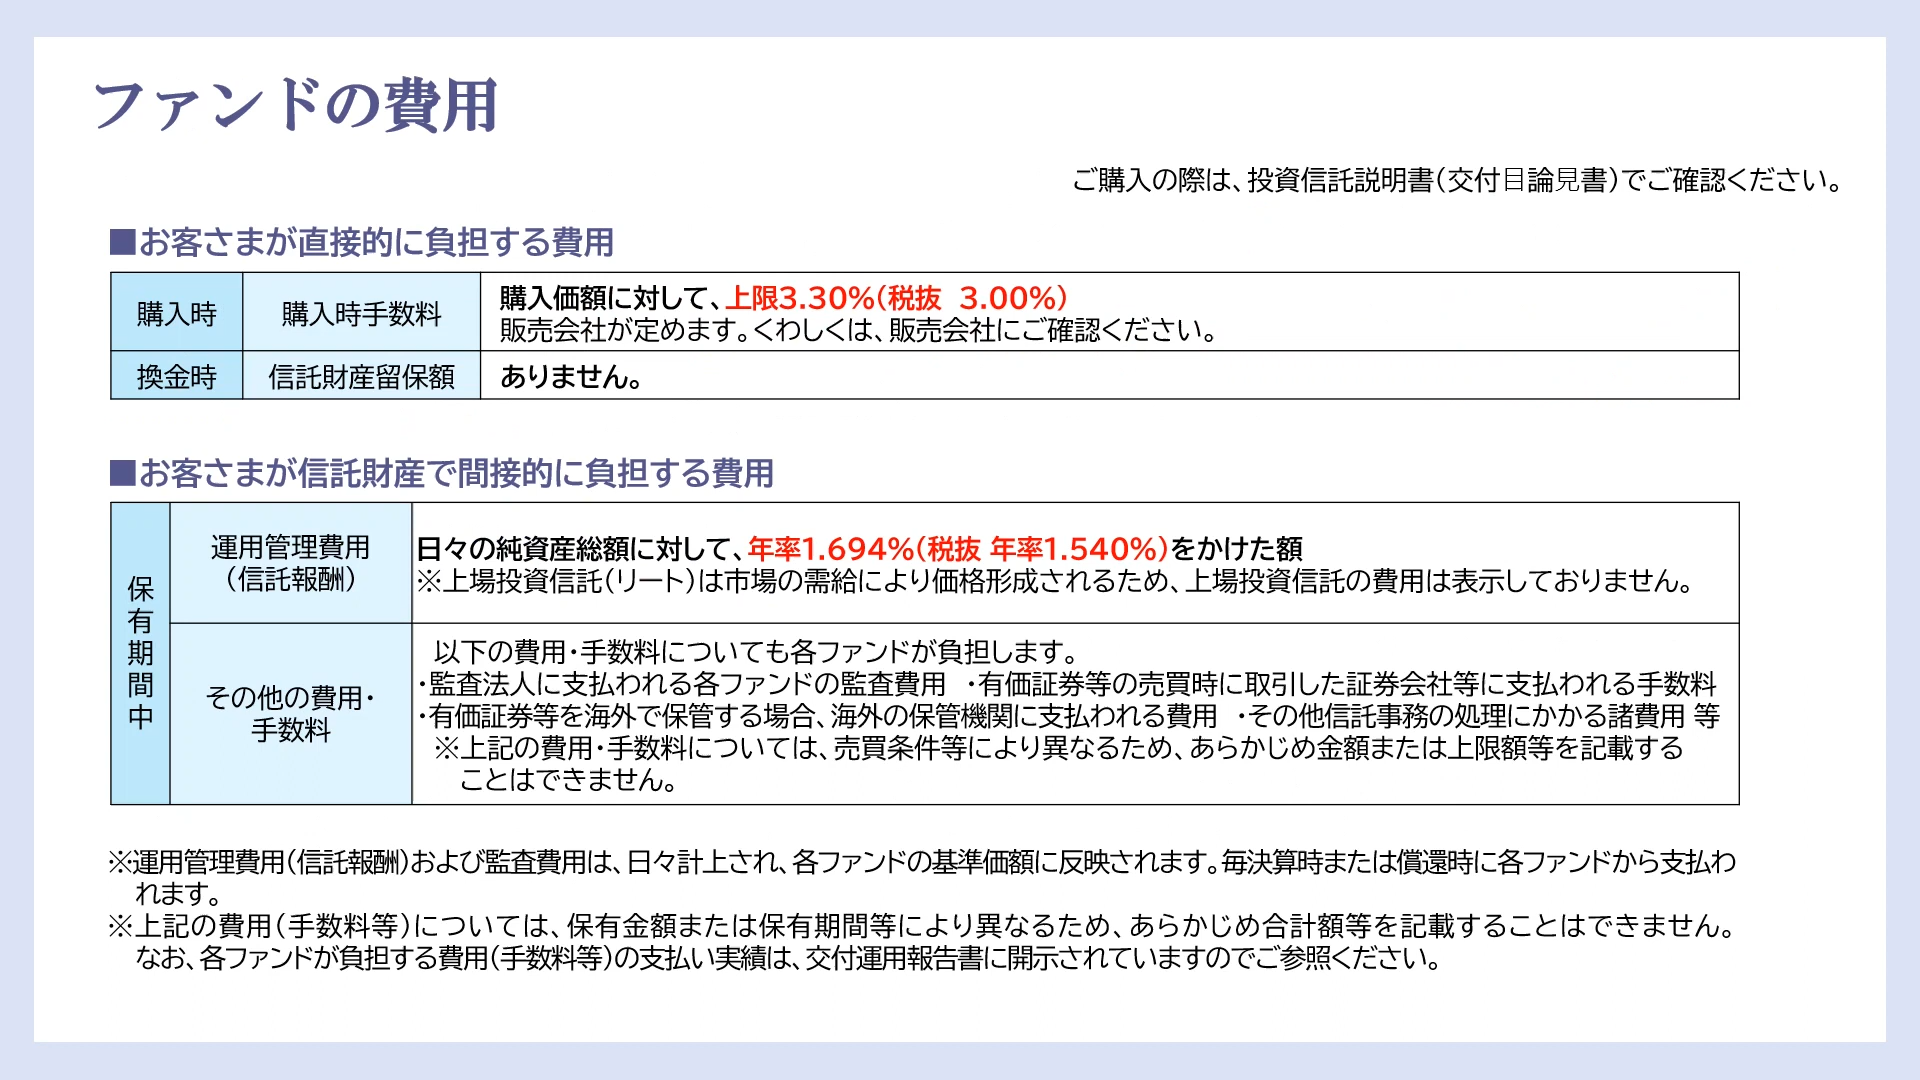 ファンドの費用
ご購入の際は、投資信託説明書(交付目論見書)でご確認ください。
■お客さまが直接的に負担する費用
購入時
購入時手数料
購入価額に対して、上限3.30%(税抜 3.00%)
販売会社が定めます。くわしくは、販売会社にご確認ください。
換金時
信託財産留保額
ありません。
■お客さまが信託財産で間接的に負担する費用
保有期間中
運用管理費用
(信託報酬)
日々の純資産総額に対して、年率1.694%(税抜 年率1.540%)をかけた額
※上場投資信託(リート)は市場の需給により価格形成されるため、上場投資信託の費用は表示しておりません。
その他の費用・
手数料
以下の費用・手数料についても各ファンドが負担します。
・監査法人に支払われる各ファンドの監査費用 ・有価証券等の売買時に取引した証券会社等に支払われる手数料
・有価証券等を海外で保管する場合、海外の保管機関に支払われる費用 ・その他信託事務の処理にかかる諸費用 等
※上記の費用・手数料については、売買条件等により異なるため、あらかじめ金額または上限額等を記載する
ことはできません。
※運用管理費用(信託報酬)および監査費用は、日々計上され、各ファンドの基準価額に反映されます。毎決算時または償還時に各ファンドから支払わ
れます。
※上記の費用(手数料等)については、保有金額または保有期間等により異なるため、あらかじめ合計額等を記載することはできません。
なお、各ファンドが負担する費用(手数料等)の支払い実績は、交付運用報告書に開示されていますのでご参照ください。